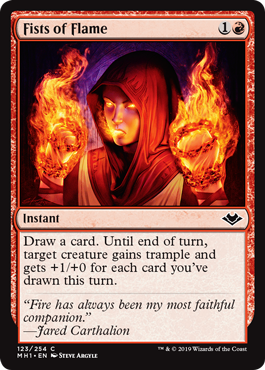 Fists of Flame 1
Instant
Draw a card. Until end of turn,
target creature gains trample and
gets +1/+0 for each card you've
drawn this turn.
"Fire has always been my most faithful
companion."
—Jared Carthalion
123/254 C ™ & © 2019 Wizards of the Coast
MH1 • EN Steve Argyle